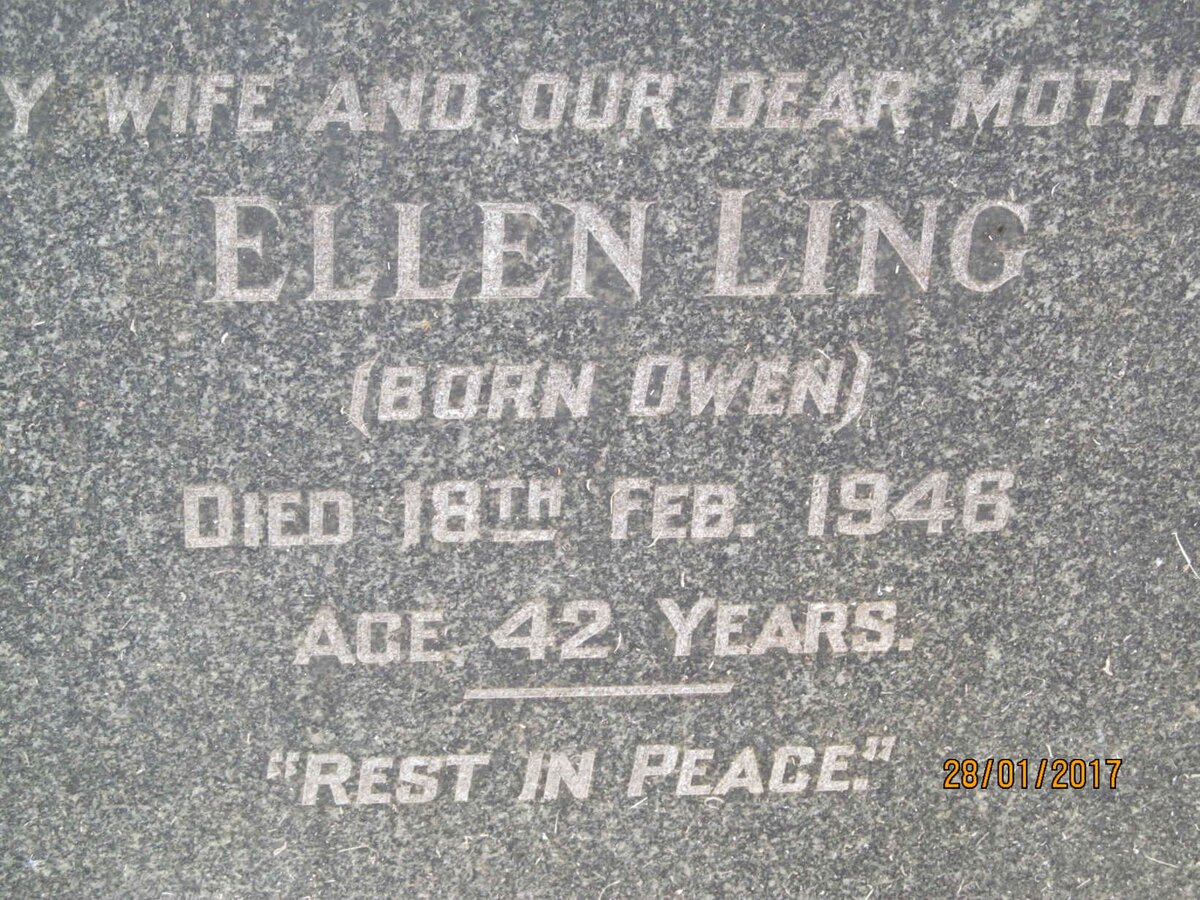 Y WIFE AND OUR DEAR MOTHE
ELLEN LING
(BORN OWEN)
DIED 18TH FEB. 1946
AGE 42 YEARS.
"REST IN PEACE."
28/01/2017